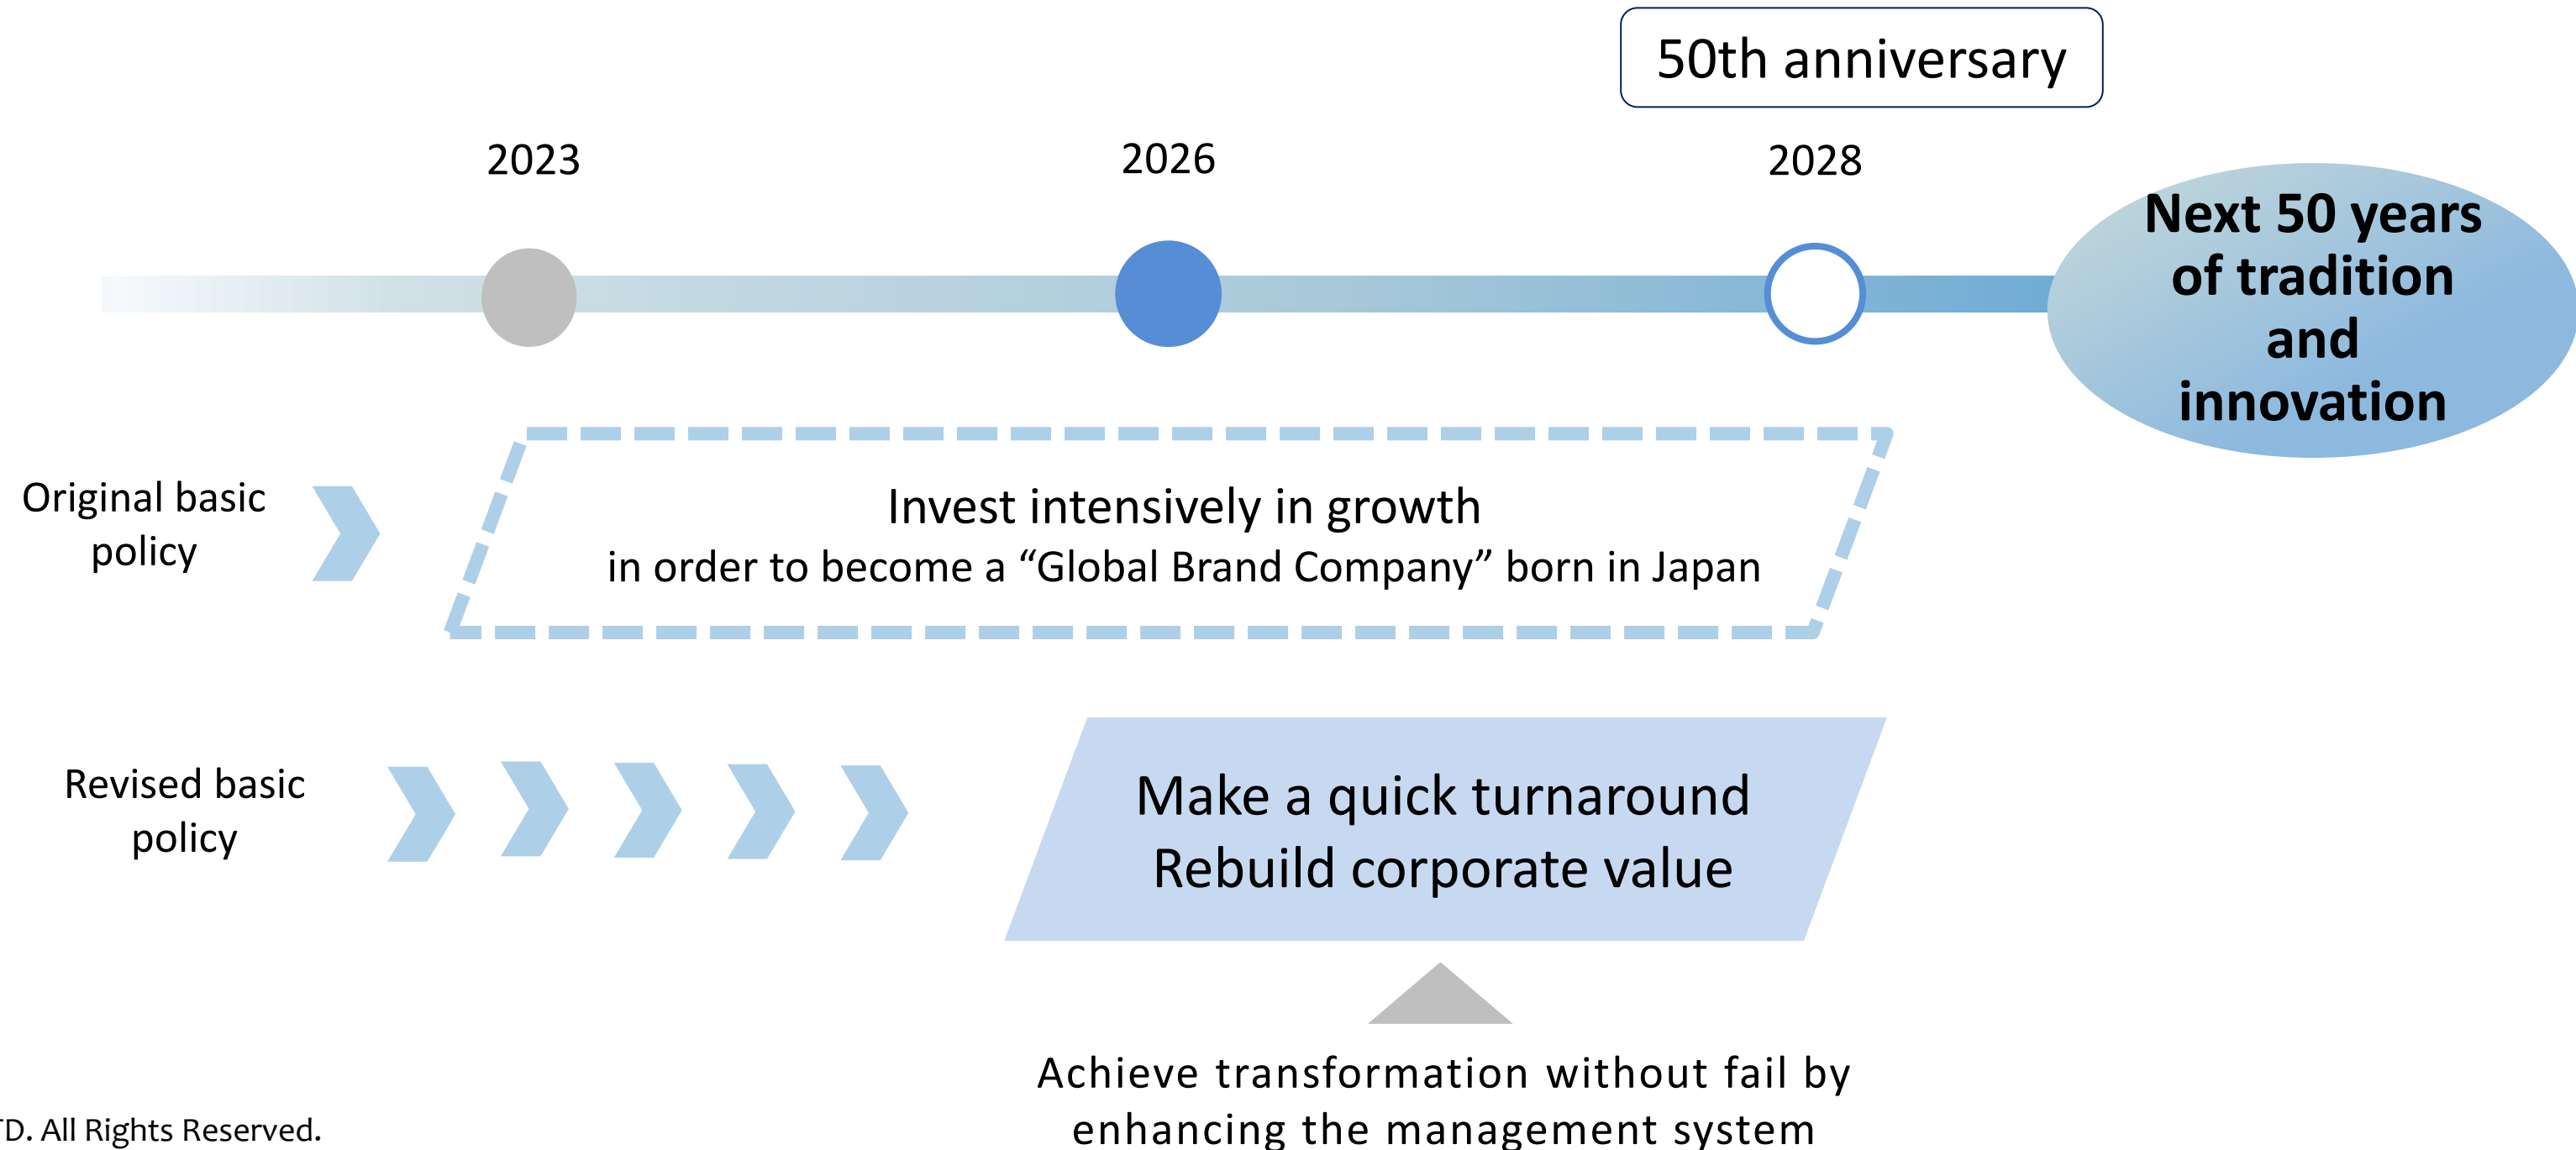 50th anniversary
2023
2026
2028
Next 50 years
of tradition
and
innovation
Original basic
policy
Invest intensively in growth
in order to become a “Global Brand Company” born in Japan
Revised basic
policy
Make a quick turnaround
Rebuild corporate value
Achieve transformation without fail by
enhancing the management system
TD. All Rights Reserved.